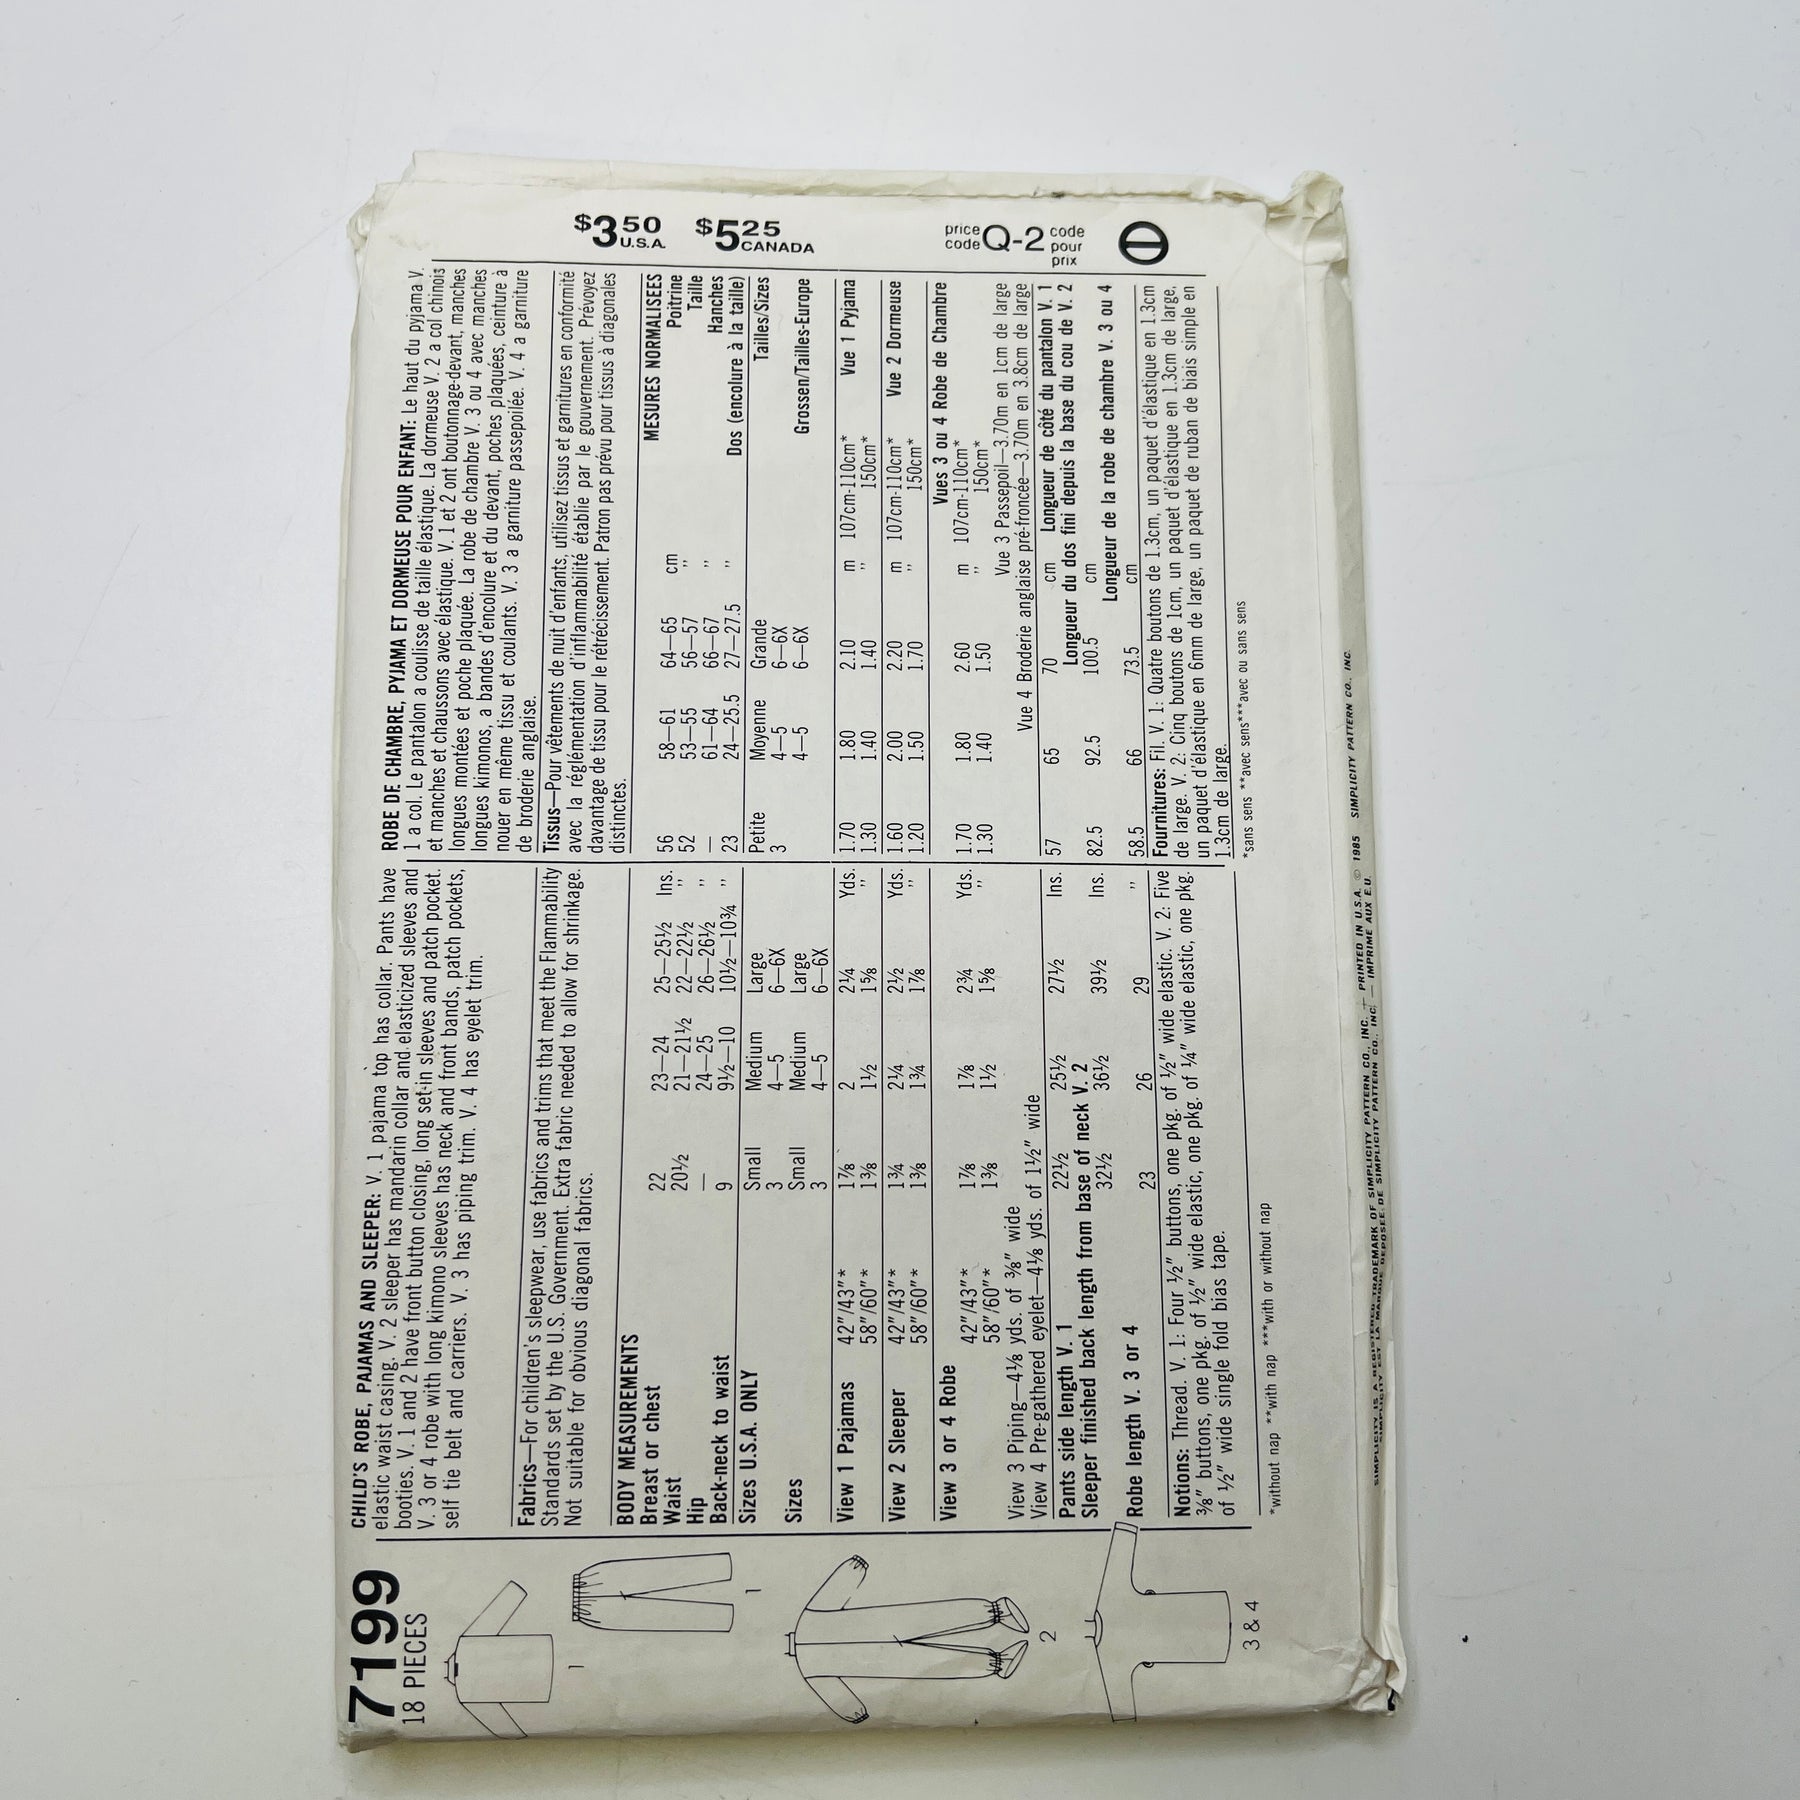 7199
18 PIECES
CHILD'S ROBE, PAJAMAS AND SLEEPER: V. 1 pajama top has collar. Pants have
elastic waist casing. V. 2 sleeper has mandarin collar and elasticized sleeves and
booties. V. 1 and 2 have front button closing, long set-in sleeves and patch pocket.
V. 3 or 4 robe with long kimono sleeves has neck and front bands, patch pockets,
self tie belt and carriers. V. 3 has piping trim. V. 4 has eyelet trim.
Fabrics—For children's sleepwear, use fabrics and trims that meet the Flammability
Standards set by the U.S. Government. Extra fabric needed to allow for shrinkage.
Not suitable for obvious diagonal fabrics.
BODY MEASUREMENTS
Breast or chest 22 23—24 25—25½ Ins.
Waist 20½ 21—21½ 22—22½ ,,
Hip — 24—25 26—26½ ,,
Back-neck to waist 9 9½—10 10½—10¾ ,,
Sizes U.S.A. ONLY Small Medium Large
3 4—5 6—6X
Sizes Small Medium Large
3 4—5 6—6X
View 1 Pajamas 42"/43"* 1⅞ 2 2¼ Yds.
58"/60"* 1⅜ 1½ 1⅝ ,,
View 2 Sleeper 42"/43"* 1¾ 2¼ 2½ Yds.
58"/60"* 1⅜ 1¾ 1⅞ ,,
View 3 or 4 Robe 42"/43"* 1⅞ 1⅞ 2¾ Yds.
58"/60"* 1⅜ 1½ 1⅝ ,,
View 3 Piping—4⅛ yds. of ⅜" wide
View 4 Pre-gathered eyelet—4⅛ yds. of 1½" wide
Pants side length V. 1 22½ 25½ 27½ Ins.
Sleeper finished back length from base of neck V. 2
32½ 36½ 39½ Ins.
Robe length V. 3 or 4 23 26 29 ,,
Notions: Thread. V. 1: Four ½" buttons, one pkg. of ½" wide elastic. V. 2: Five
⅜" buttons, one pkg. of ½" wide elastic, one pkg. of ¼" wide elastic, one pkg.
of ½" wide single fold bias tape.
*without nap **with nap ***with or without nap
ROBE DE CHAMBRE, PYJAMA ET DORMEUSE POUR ENFANT: Le haut du pyjama V.
1 a col. Le pantalon a coulisse de taille élastique. La dormeuse V. 2 a col chinois
et manches et chaussons avec élastique. V. 1 et 2 ont boutonnage-devant, manches
longues montées et poche plaquée. La robe de chambre V. 3 ou 4 avec manches
longues kimonos, a bandes d'encolure et du devant, poches plaquées, ceinture à
nouer en même tissu et coulants. V. 3 a garniture passepoilée. V. 4 a garniture
de broderie anglaise.
Tissus—Pour vêtements de nuit d'enfants, utilisez tissus et garnitures en conformité
avec la réglémentation d'inflammabilité établie par le gouvernement. Prévoyez
davantage de tissu pour le rétrécissement. Patron pas prévu pour tissus à diagonales
distinctes.
MESURES NORMALISEES
56 58—61 64—65 cm Poitrine
52 53—55 56—57 ,, Taille
— 61—64 66—67 ,, Hanches
23 24—25.5 27—27.5 ,, Dos (encolure à la taille)
Petite Moyenne Grande Tailles/Sizes
3 4—5 6—6X
4—5 6—6X Grossen/Tailles-Europe
1.70 1.80 2.10 m 107cm-110cm* Vue 1 Pyjama
1.30 1.40 1.40 ,, 150cm*
1.60 2.00 2.20 m 107cm-110cm* Vue 2 Dormeuse
1.20 1.50 1.70 ,, 150cm*
Vues 3 ou 4 Robe de Chambre
1.70 1.80 2.60 m 107cm-110cm*
1.30 1.40 1.50 ,, 150cm*
Vue 3 Passepoil—3.70m en 1cm de large
Vue 4 Broderie anglaise pré-froncée—3.70m en 3.8cm de large
57 65 70 cm Longueur de côté du pantalon V. 1
Longueur du dos fini depuis la base du cou de V. 2
82.5 92.5 100.5 cm
Longueur de la robe de chambre V. 3 ou 4
58.5 66 73.5 cm
Fournitures: Fil. V. 1: Quatre boutons de 1.3cm, un paquet d'élastique en 1.3cm
de large. V. 2: Cinq boutons de 1cm, un paquet d'élastique en 1.3cm de large,
un paquet d'élastique en 6mm de large, un paquet de ruban de biais simple en
1.3cm de large.
*sans sens **avec sens***avec ou sans sens
$3.50 U.S.A.
$5.25 CANADA
price code Q-2 code pour prix
1
1
2
3 & 4
SIMPLICITY IS A REGISTERED TRADEMARK OF SIMPLICITY PATTERN CO., INC. — PRINTED IN U.S.A. © 1985 SIMPLICITY PATTERN CO., INC.
SIMPLICITY EST LA MARQUE DEPOSEE DE SIMPLICITY PATTERN CO., INC. — IMPRIME AUX E.U.